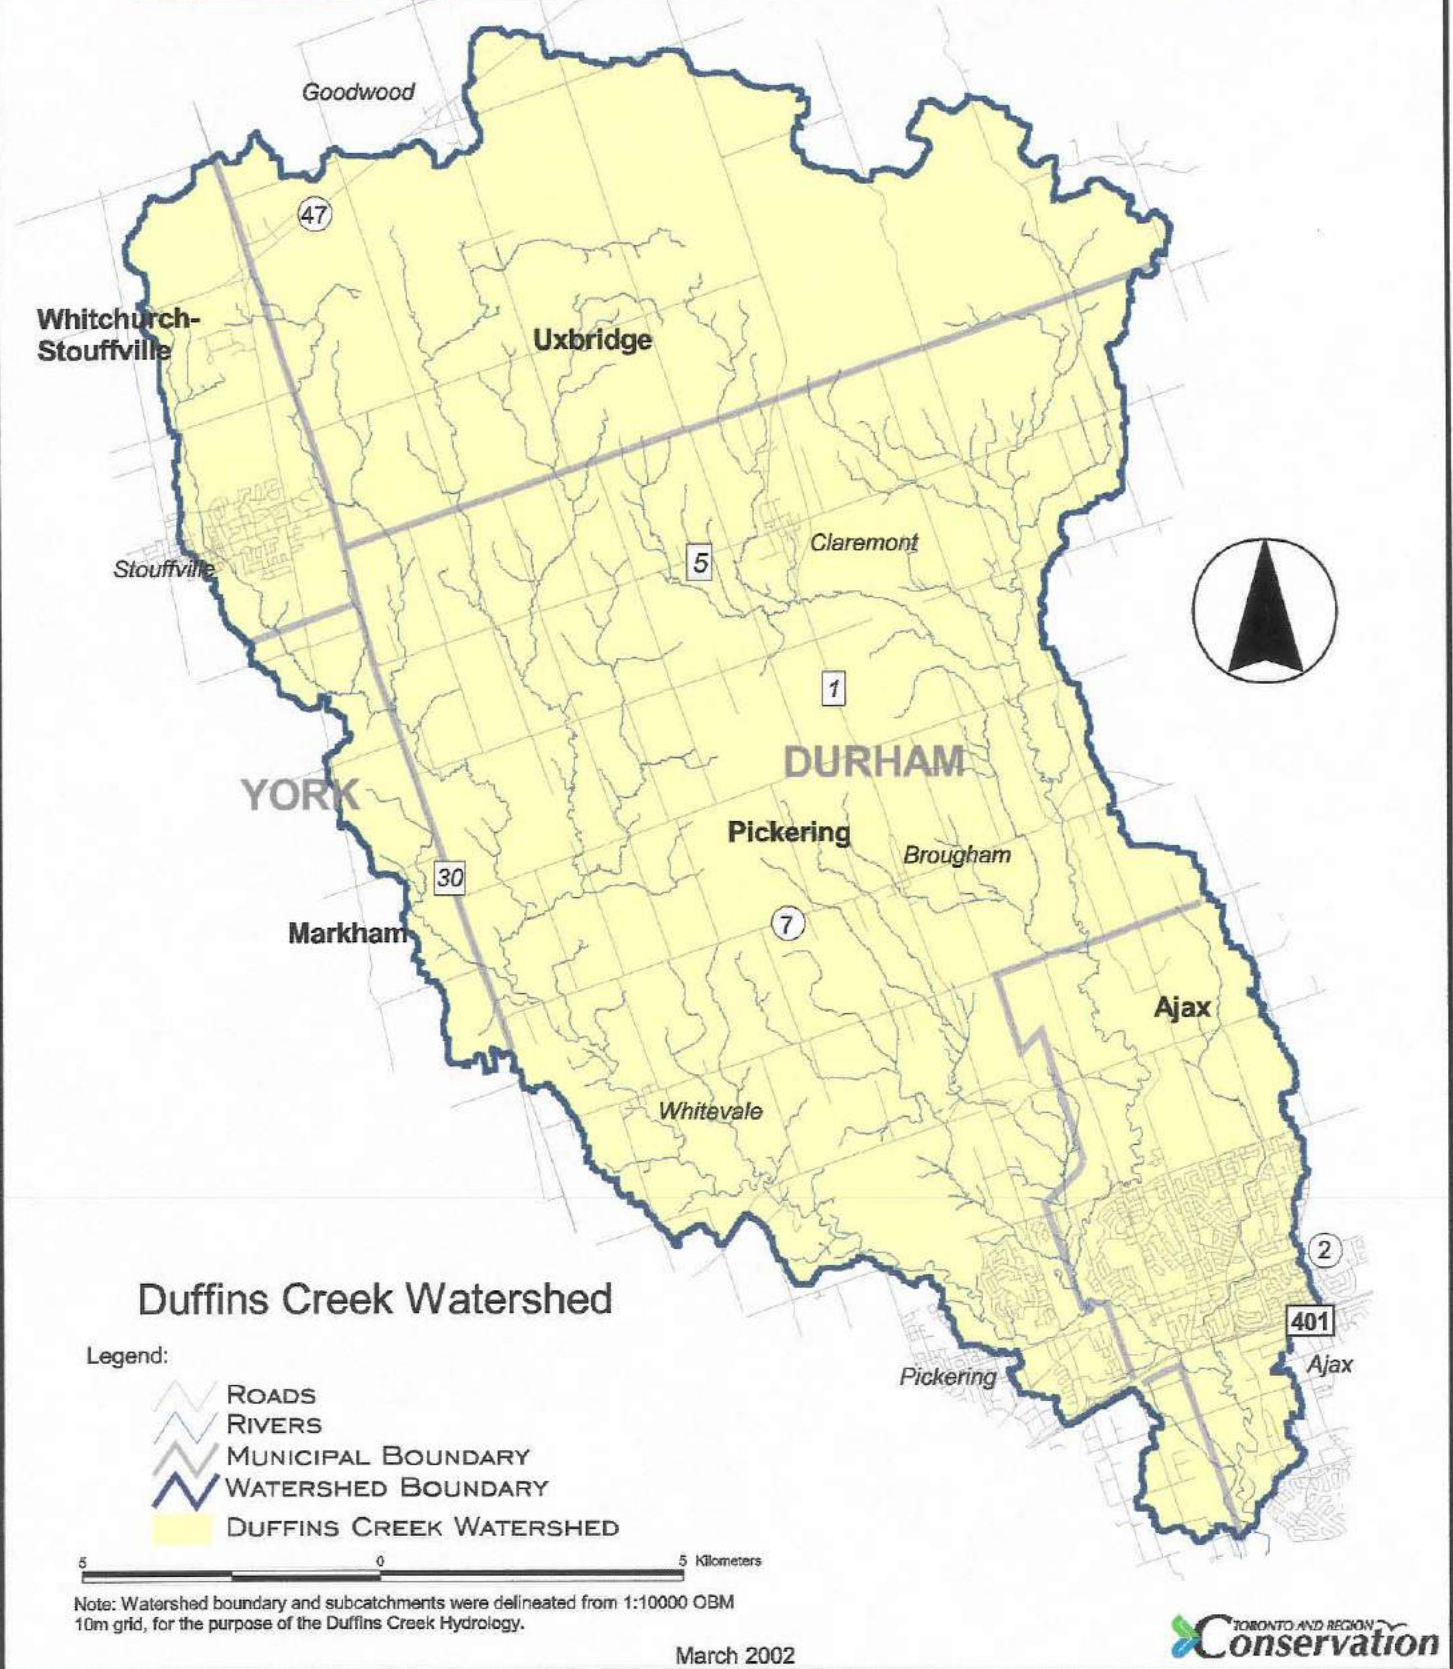 Goodwood
47
Whitchurch-
Stouffville
Uxbridge
Claremont
5
Stouffville
1
DURHAM
YORK
Pickering
Brougham
30
7
Markham
Ajax
Whitevale
2
401
Ajax
Pickering
Duffins Creek Watershed
Legend:
ROADS
RIVERS
MUNICIPAL BOUNDARY
WATERSHED BOUNDARY
DUFFINS CREEK WATERSHED
5 0 5 Kilometers
Note: Watershed boundary and subcatchments were delineated from 1:10000 OBM
10m grid, for the purpose of the Duffins Creek Hydrology.
March 2002
TORONTO AND REGION
Conservation